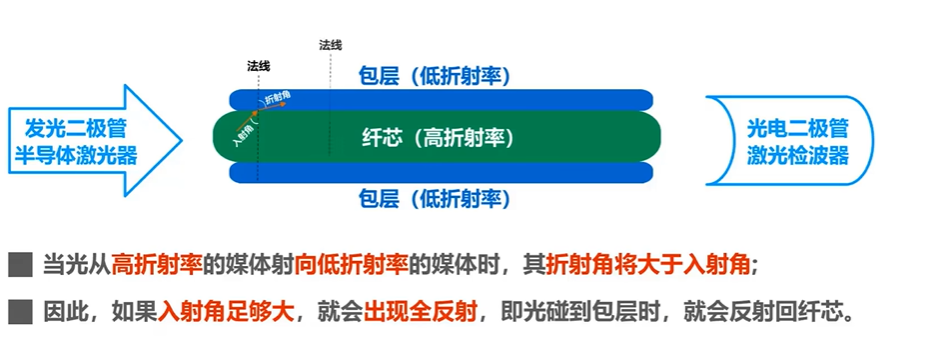 法线
法线
包层（低折射率）
折射角
入射角
发光二极管
半导体激光器
纤芯（高折射率）
光电二极管
激光检波器
包层（低折射率）
当光从高折射率的媒体射向低折射率的媒体时，其折射角将大于入射角;
因此，如果入射角足够大，就会出现全反射，即光碰到包层时，就会反射回纤芯。